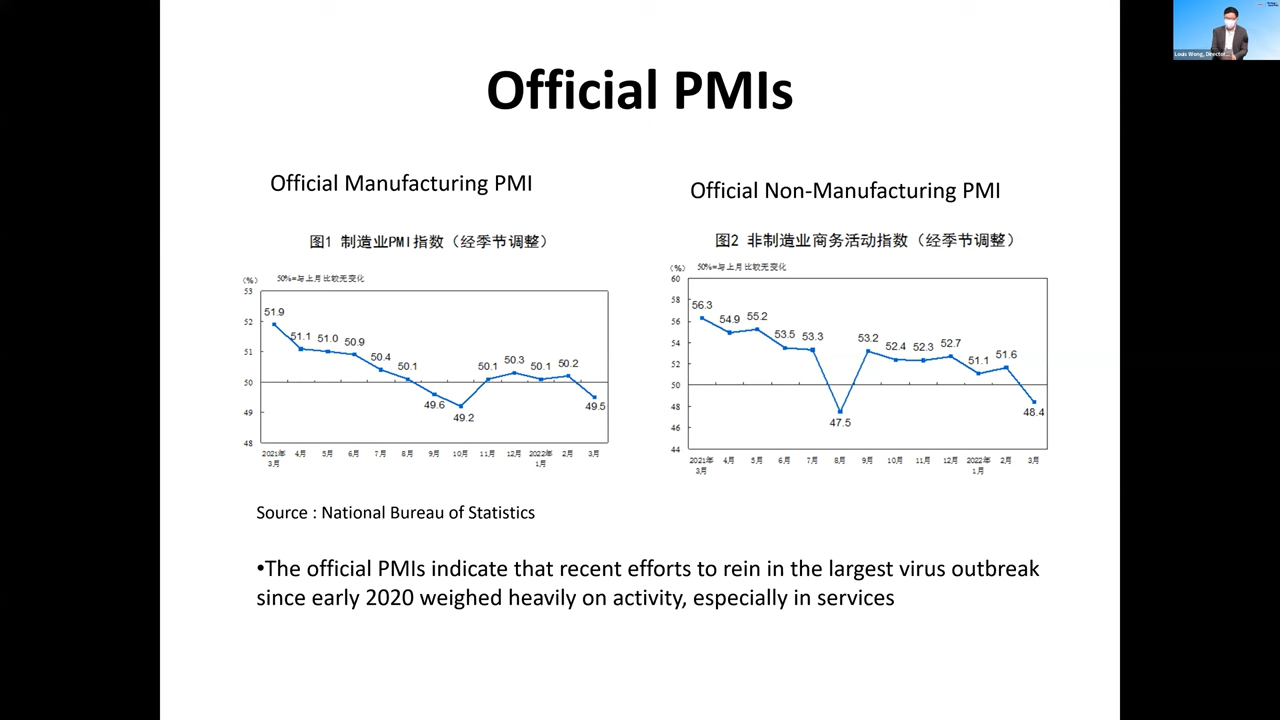 Louis Wong, Director...
Official PMIs
Official Manufacturing PMI
图1 制造业PMI指数（经季节调整）
(%)
50%=与上月比较无变化
53
52
51
50
49
48
51.9
51.1
51.0
50.9
50.4
50.1
49.6
49.2
50.1
50.3
50.1
50.2
49.5
2021年
3月
4月
5月
6月
7月
8月
9月
10月
11月
12月
2022年
1月
2月
3月
Official Non-Manufacturing PMI
图2 非制造业商务活动指数（经季节调整）
(%)
50%=与上月比较无变化
60
58
56
54
52
50
48
46
44
56.3
54.9
55.2
53.5
53.3
47.5
53.2
52.4
52.3
52.7
51.1
51.6
48.4
2021年
3月
4月
5月
6月
7月
8月
9月
10月
11月
12月
2022年
1月
2月
3月
Source : National Bureau of Statistics
•The official PMIs indicate that recent efforts to rein in the largest virus outbreak
since early 2020 weighed heavily on activity, especially in services